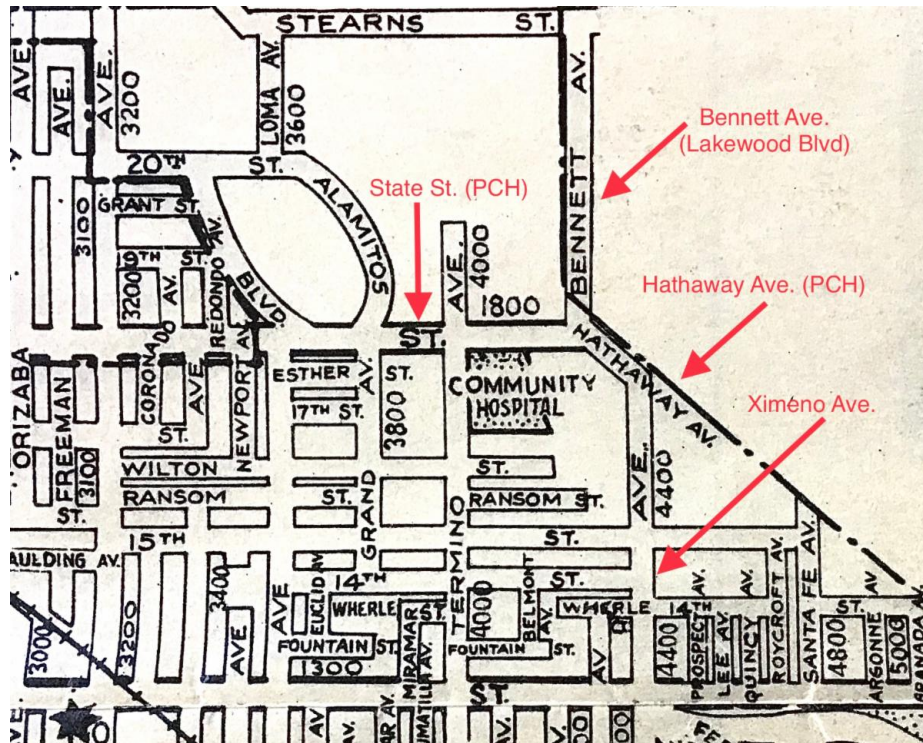 STEARNS ST.
AVE.
AVE.
AVE.
3200
LOMA AV.
3600
BENNETT AV.
Bennett Ave.
(Lakewood Blvd)
20TH ST.
ALAMITOS
BLVD.
State St. (PCH)
GRANT ST.
3100
AVE.
4000
1800
19TH ST.
3200
CORONADO AV.
REDONDO AV.
AVE
Hathaway Ave. (PCH)
ST.
HATHAWAY AV.
ORIZABA
FREEMAN
3100
NEWPORT AV.
ESTHER ST.
AV.
17TH ST.
3800
COMMUNITY
HOSPITAL
Ximeno Ave.
ST.
WILTON ST.
RANSOM
ST.
GRAND
TERMINO
RANSOM ST.
AVE.
4400
15TH
ST.
AULDING AV.
3000
3200
3400
AVE
AVE
EUCLID AV
14TH ST.
WHERLE
FOUNTAIN ST.
1300
MIRAMAR
4000
BELMONT AV.
WHERLE
14TH ST.
FOUNTAIN ST.
ST.
AV
4400
PROSPECT AV.
LEE AV.
QUINCY AV.
ROYCROFT AV.
SANTA FE AV.
4800
ARGONNE AV
5000
AV
AV.
AV.
AV.